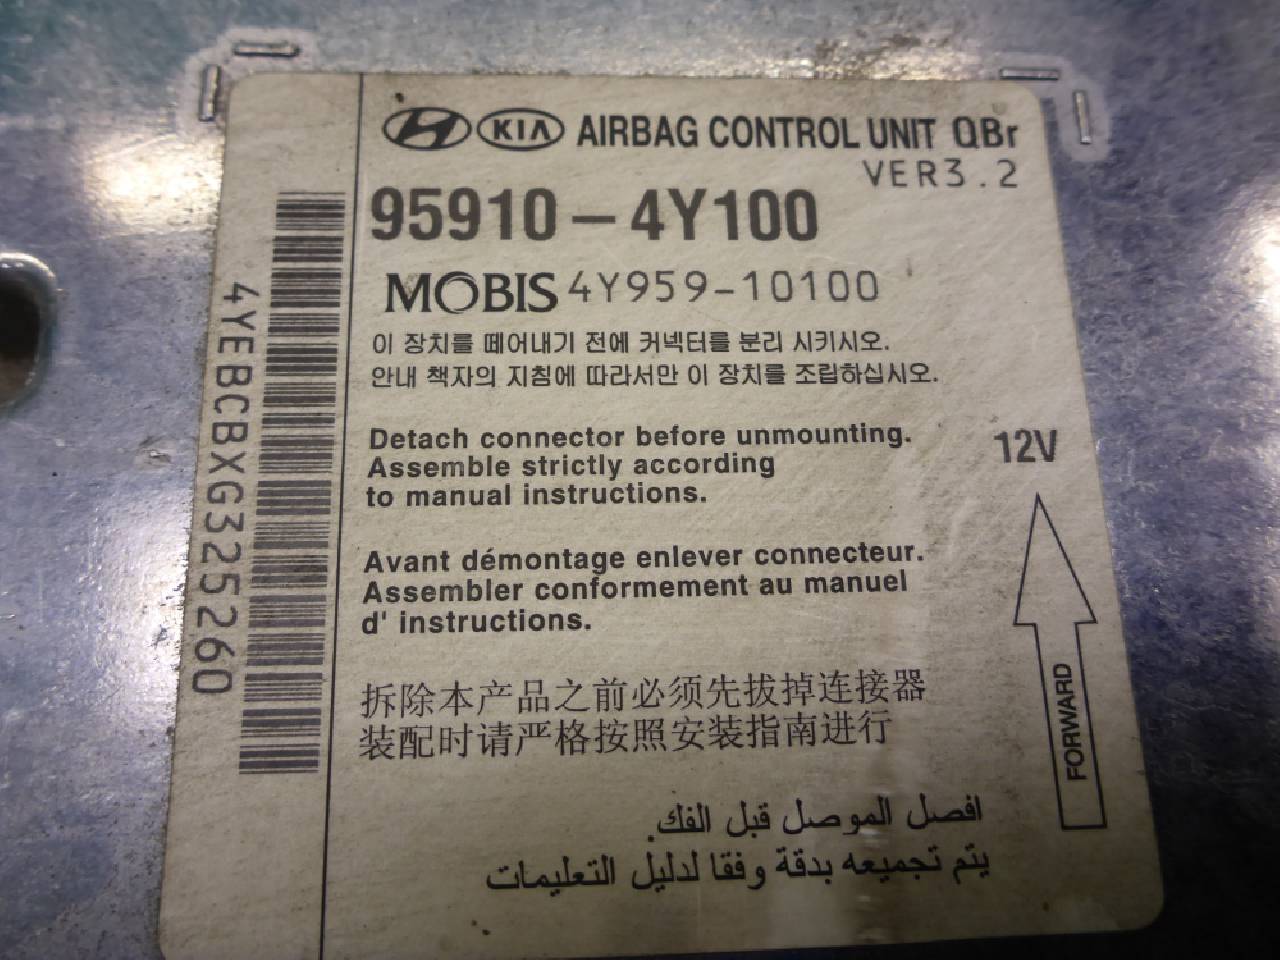 KIA AIRBAG CONTROL UNIT QBr
VER3.2
95910-4Y100
MOBIS 4Y959-10100
이 장치를 떼어내기 전에 커넥터를 분리 시키시오.
안내 책자의 지침에 따라서만 이 장치를 조립하십시오.
Detach connector before unmounting.
Assemble strictly according
to manual instructions.
12V
Avant démontage enlever connecteur.
Assembler conformement au manuel
d' instructions.
FORWARD
拆除本产品之前必须先拔掉连接器
装配时请严格按照安装指南进行
افصل الموصل قبل الفك.
يتم تجميعه بدقة وفقا لدليل التعليمات
4YEBCBXG325260